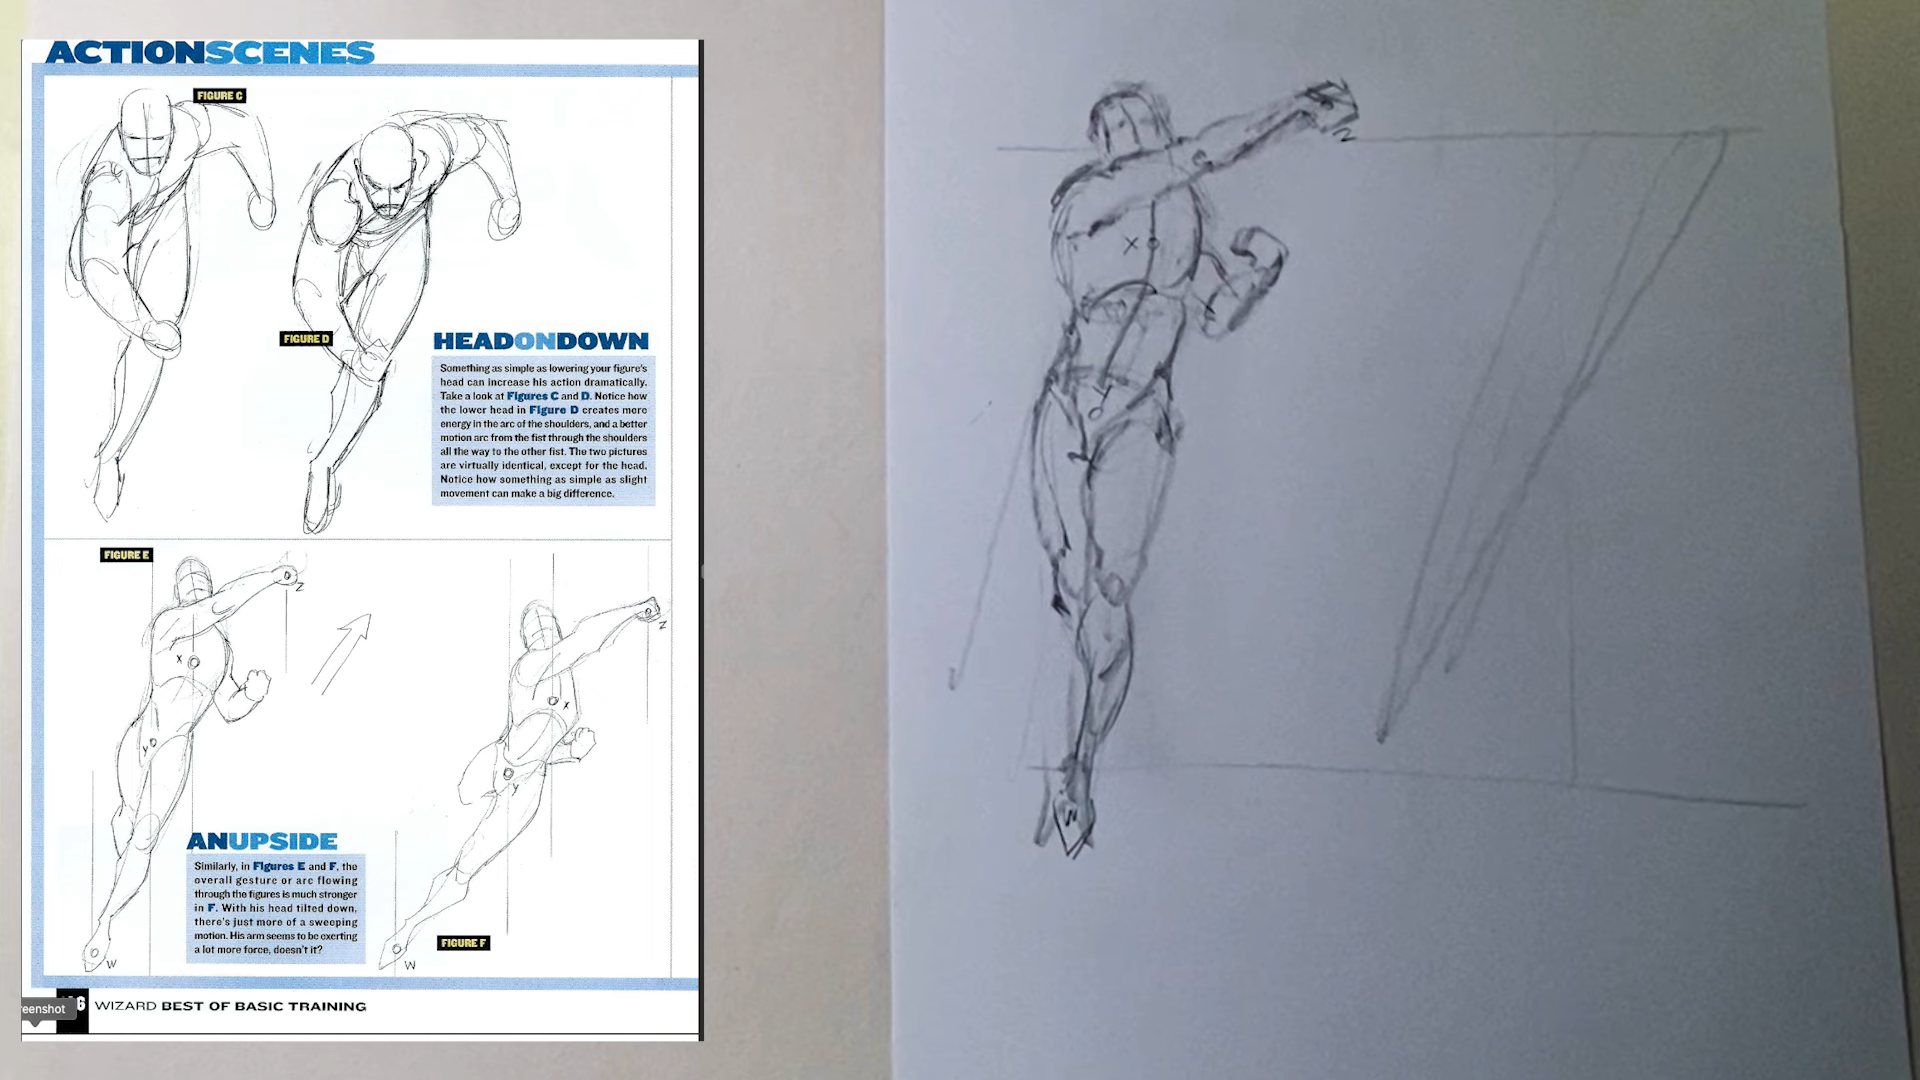 ACTIONSCENES
FIGURE C
FIGURE D
HEADONDOWN
Something as simple as lowering your figure's
head can increase his action dramatically.
Take a look at Figures C and D. Notice how
the lower head in Figure D creates more
energy in the arc of the shoulders, and a better
motion arc from the fist through the shoulders
all the way to the other fist. The two pictures
are virtually identical, except for the head.
Notice how something as simple as slight
movement can make a big difference.
FIGURE E
Z
X
Y
W
Z
X
Y
W
ANUPSIDE
Similarly, in Figures E and F, the
overall gesture or arc flowing
through the figures is much stronger
in F. With his head tilted down,
there's just more of a sweeping
motion. His arm seems to be exerting
a lot more force, doesn't it?
FIGURE F
6 WIZARD BEST OF BASIC TRAINING
eenshot
Z
X
Y
W